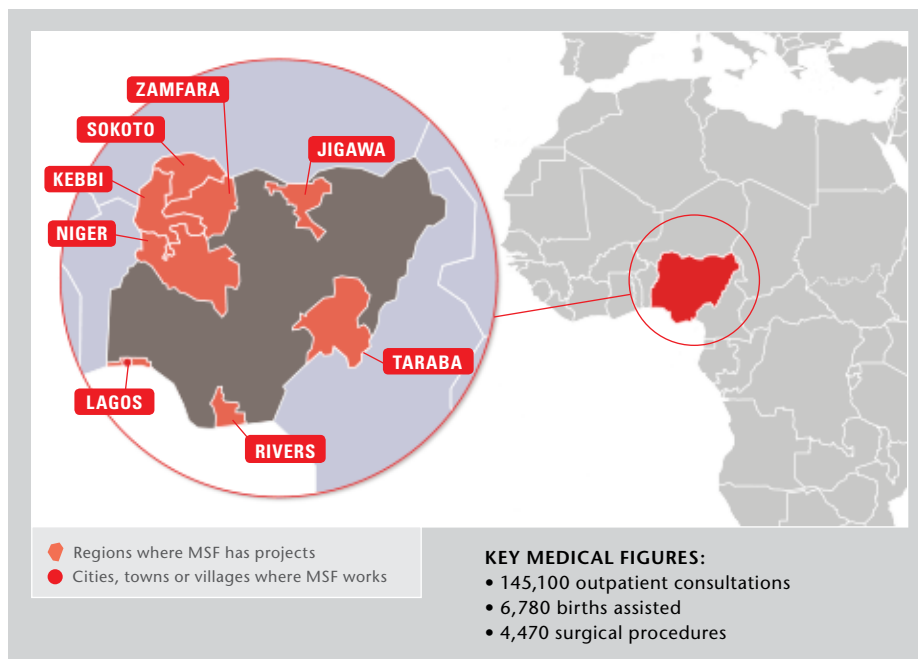 ZAMFARA
SOKOTO
JIGAWA
KEBBI
NIGER
TARABA
LAGOS
RIVERS
Regions where MSF has projects
Cities, towns or villages where MSF works
KEY MEDICAL FIGURES:
• 145,100 outpatient consultations
• 6,780 births assisted
• 4,470 surgical procedures